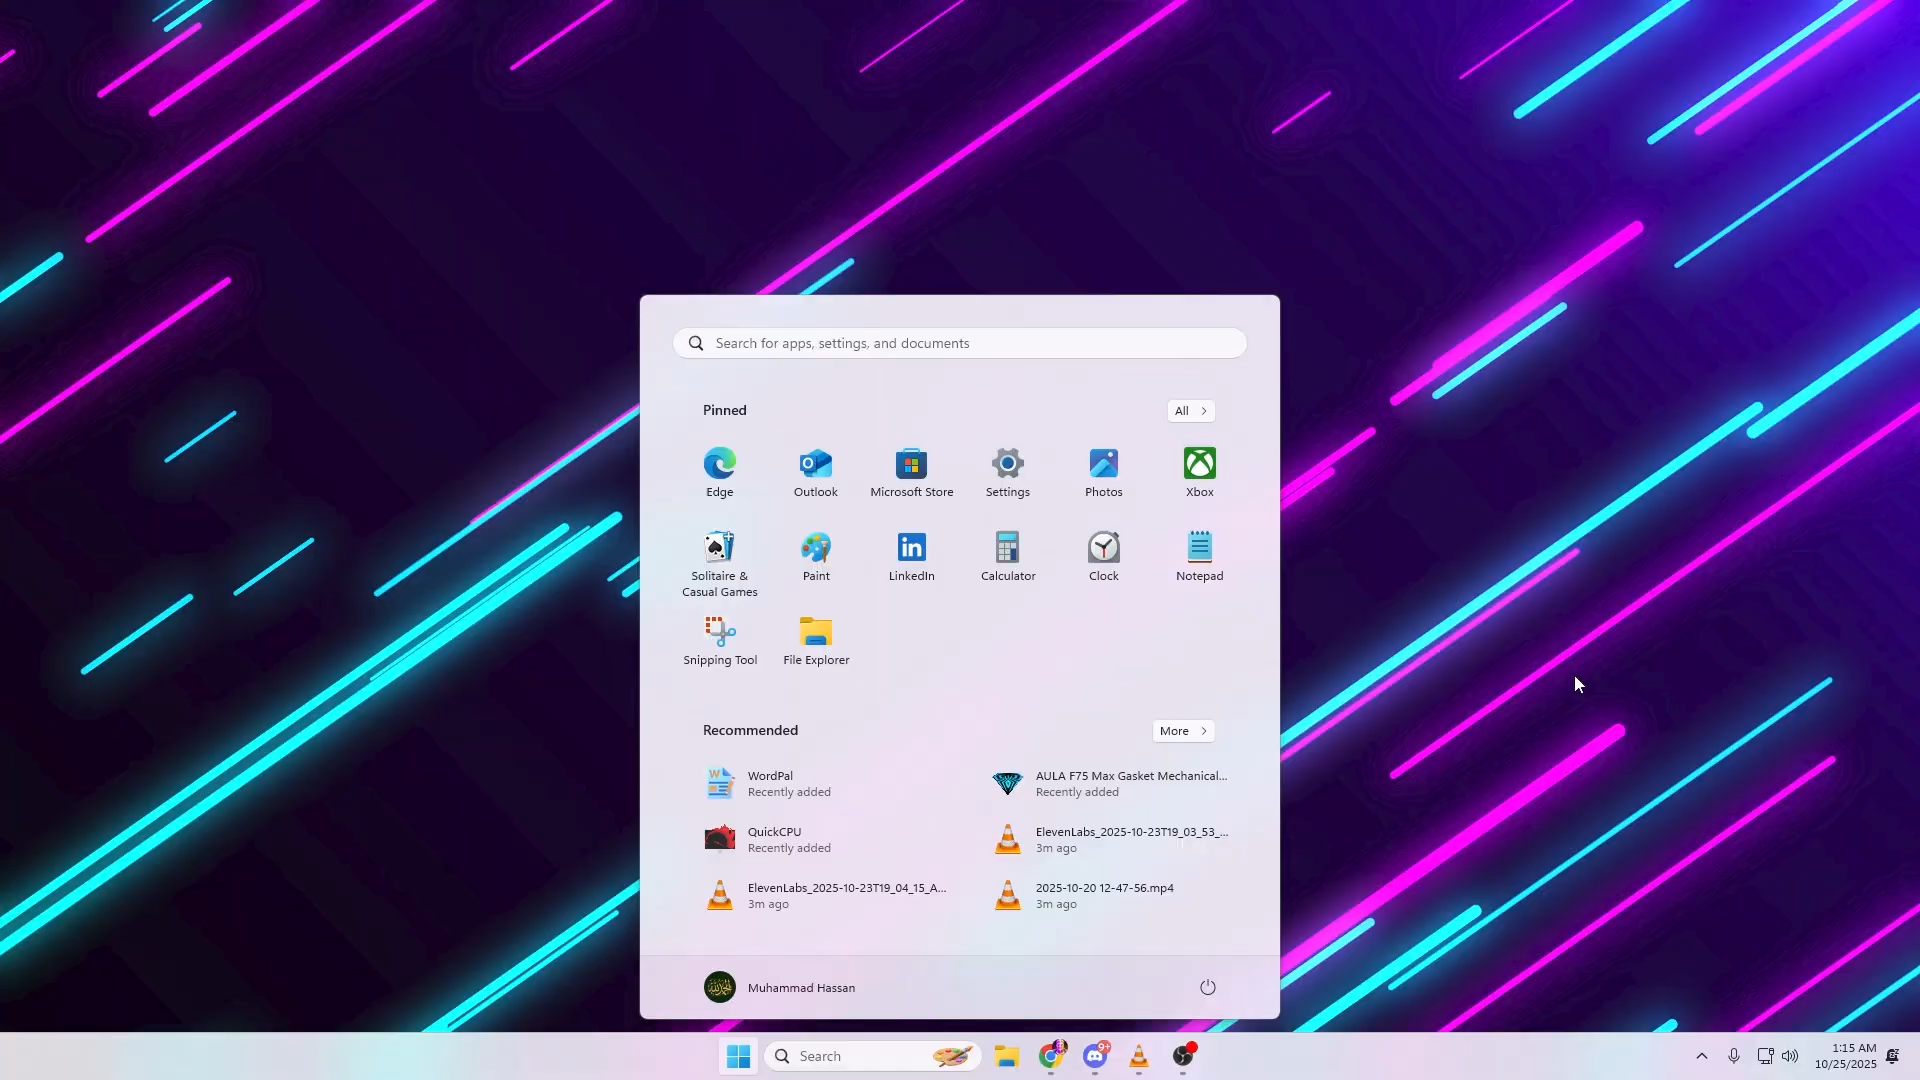 Search for apps, settings, and documents
Pinned
All
Edge
Outlook
Microsoft Store
Settings
Photos
Xbox
Solitaire &
Casual Games
Paint
LinkedIn
Calculator
Clock
Notepad
Snipping Tool
File Explorer
Recommended
More
WordPal
Recently added
AULA F75 Max Gasket Mechanical...
Recently added
QuickCPU
Recently added
ElevenLabs_2025-10-23T19_03_53_...
3m ago
ElevenLabs_2025-10-23T19_04_15_A...
3m ago
2025-10-20 12-47-56.mp4
3m ago
Muhammad Hassan
Search
9+
1:15 AM
10/25/2025